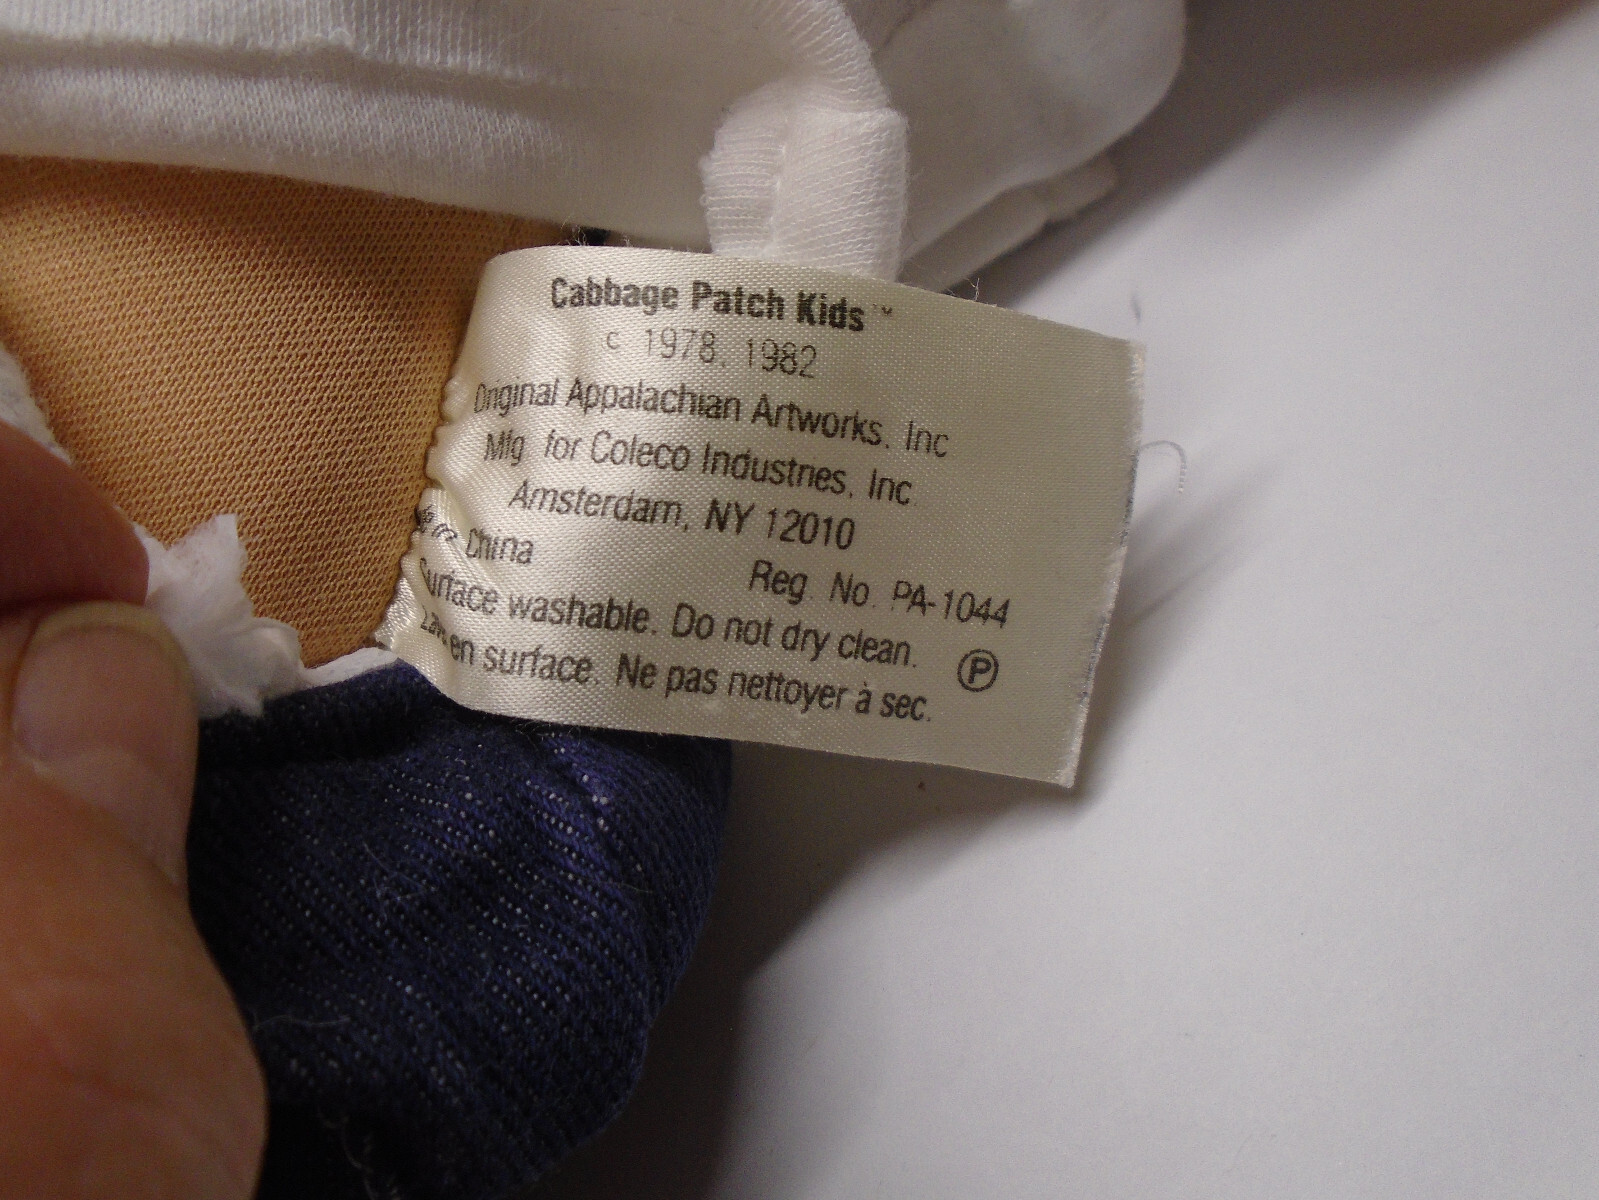 Cabbage Patch Kids™
c 1978, 1982
Original Appalachian Artworks, Inc
Mfg for Coleco Industries, Inc.
Amsterdam, NY 12010
China
Reg. No. PA-1044
Surface washable. Do not dry clean.
en surface. Ne pas nettoyer à sec.
Ⓟ